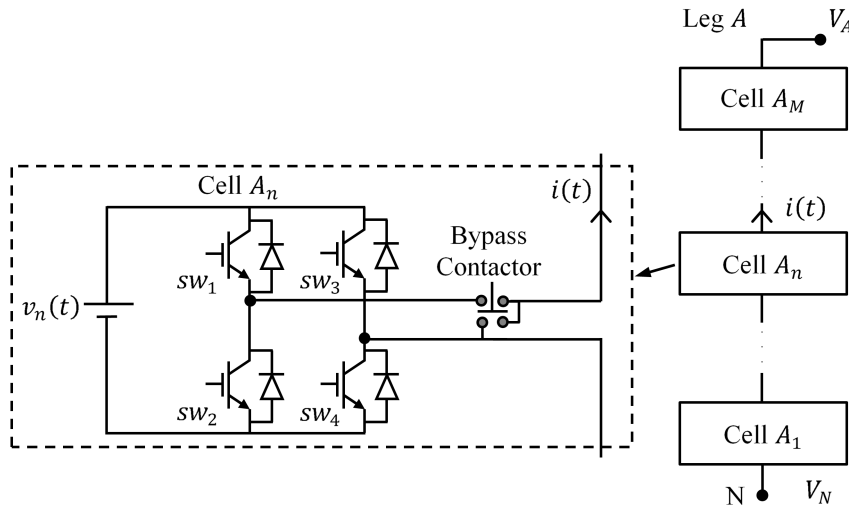 Leg A
V_A
Cell A_M
Cell A_n
i(t)
i(t)
Bypass
Contactor
sw_1
sw_3
Cell A_n
v_n(t)
sw_2
sw_4
Cell A_1
N
V_N